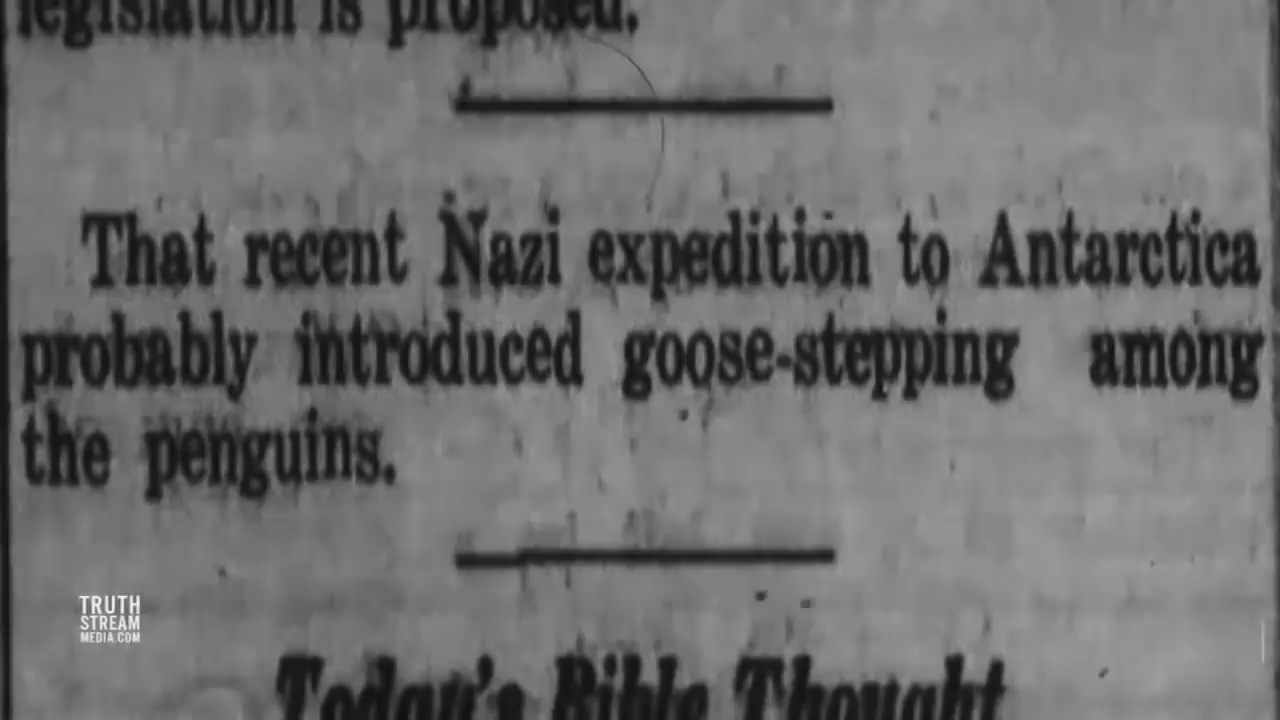 legislation is proposed.
That recent Nazi expedition to Antarctica
probably introduced goose-stepping among
the penguins.
TRUTH
STREAM
MEDIA.COM
Today's Bible Thought